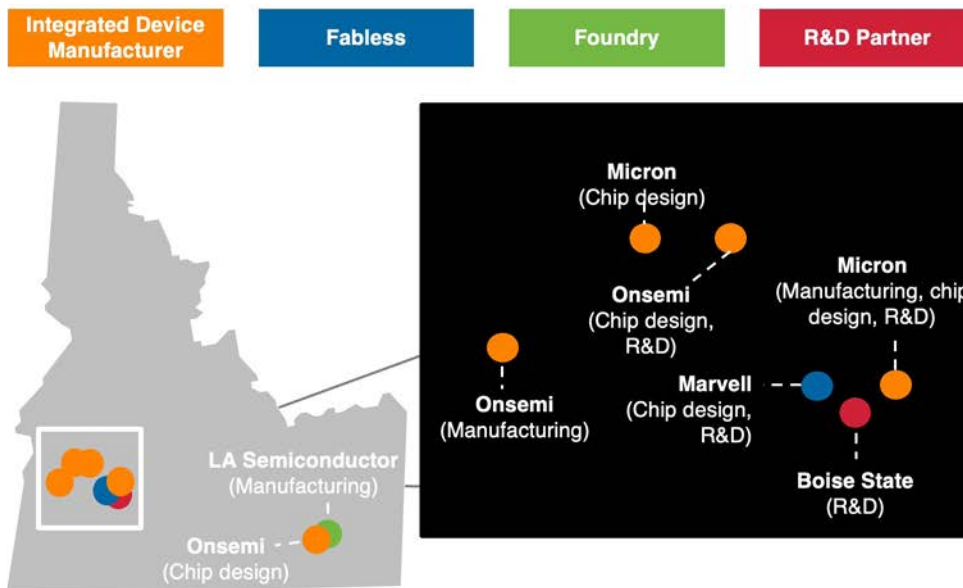 Integrated Device
Manufacturer
Fabless
Foundry
R&D Partner
Micron
(Chip design)
Onsemi
(Chip design,
R&D)
Micron
(Manufacturing, chip
design, R&D)
Onsemi
(Manufacturing)
Marvell
(Chip design,
R&D)
Boise State
(R&D)
LA Semiconductor
(Manufacturing)
Onsemi
(Chip design)